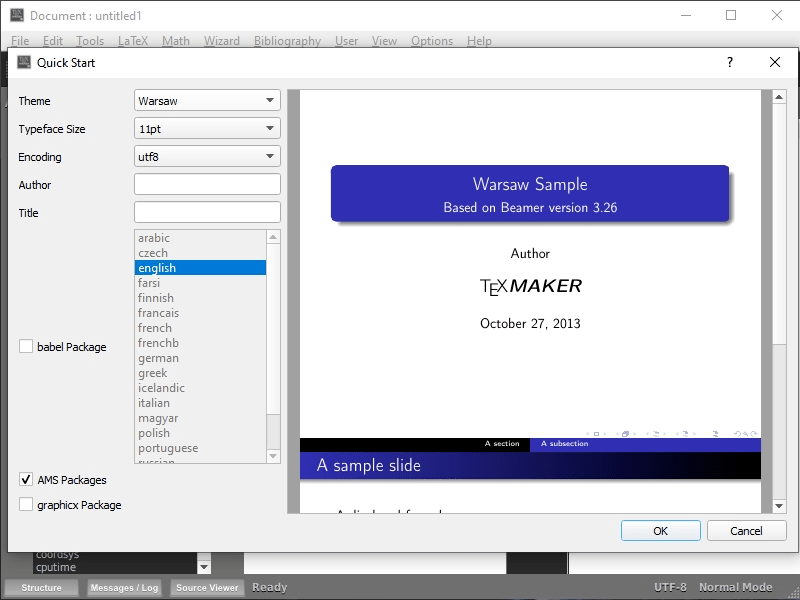 Document : untitled1
File Edit Tools LaTeX Math Wizard Bibliography User View Options Help
Quick Start
Theme Warsaw
Typeface Size 11pt
Encoding utf8
Author
Title
arabic
czech
english
farsi
finnish
francais
french
frenchb
german
greek
icelandic
italian
magyar
polish
portuguese
russian
babel Package
AMS Packages
graphicx Package
Warsaw Sample
Based on Beamer version 3.26
Author
TEXMAKER
October 27, 2013
A section A subsection
A sample slide
OK Cancel
coordsys
cputime
Structure Messages / Log Source Viewer Ready UTF-8 Normal Mode